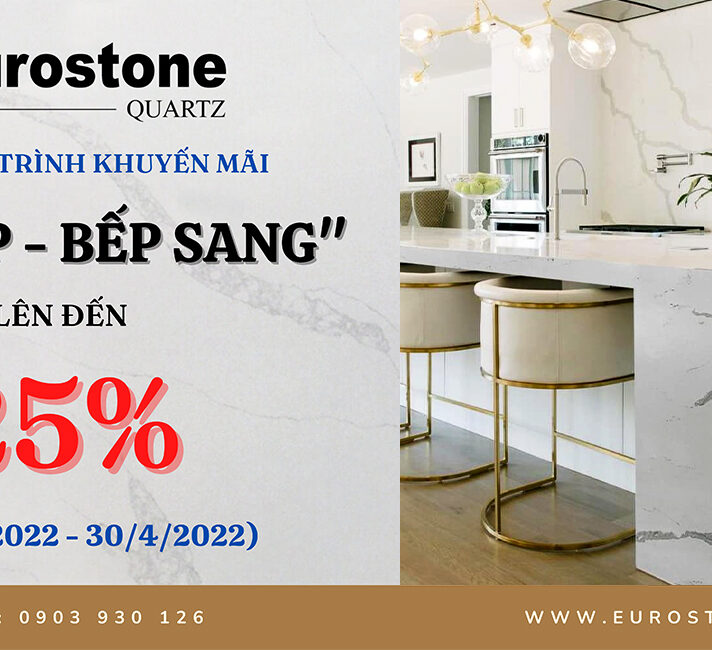 urostone
QUARTZ
TRÌNH KHUYẾN MÃI
P - BẾP SANG"
LÊN ĐẾN
25%
2022 - 30/4/2022)
: 0903 930 126
WWW.EUROST